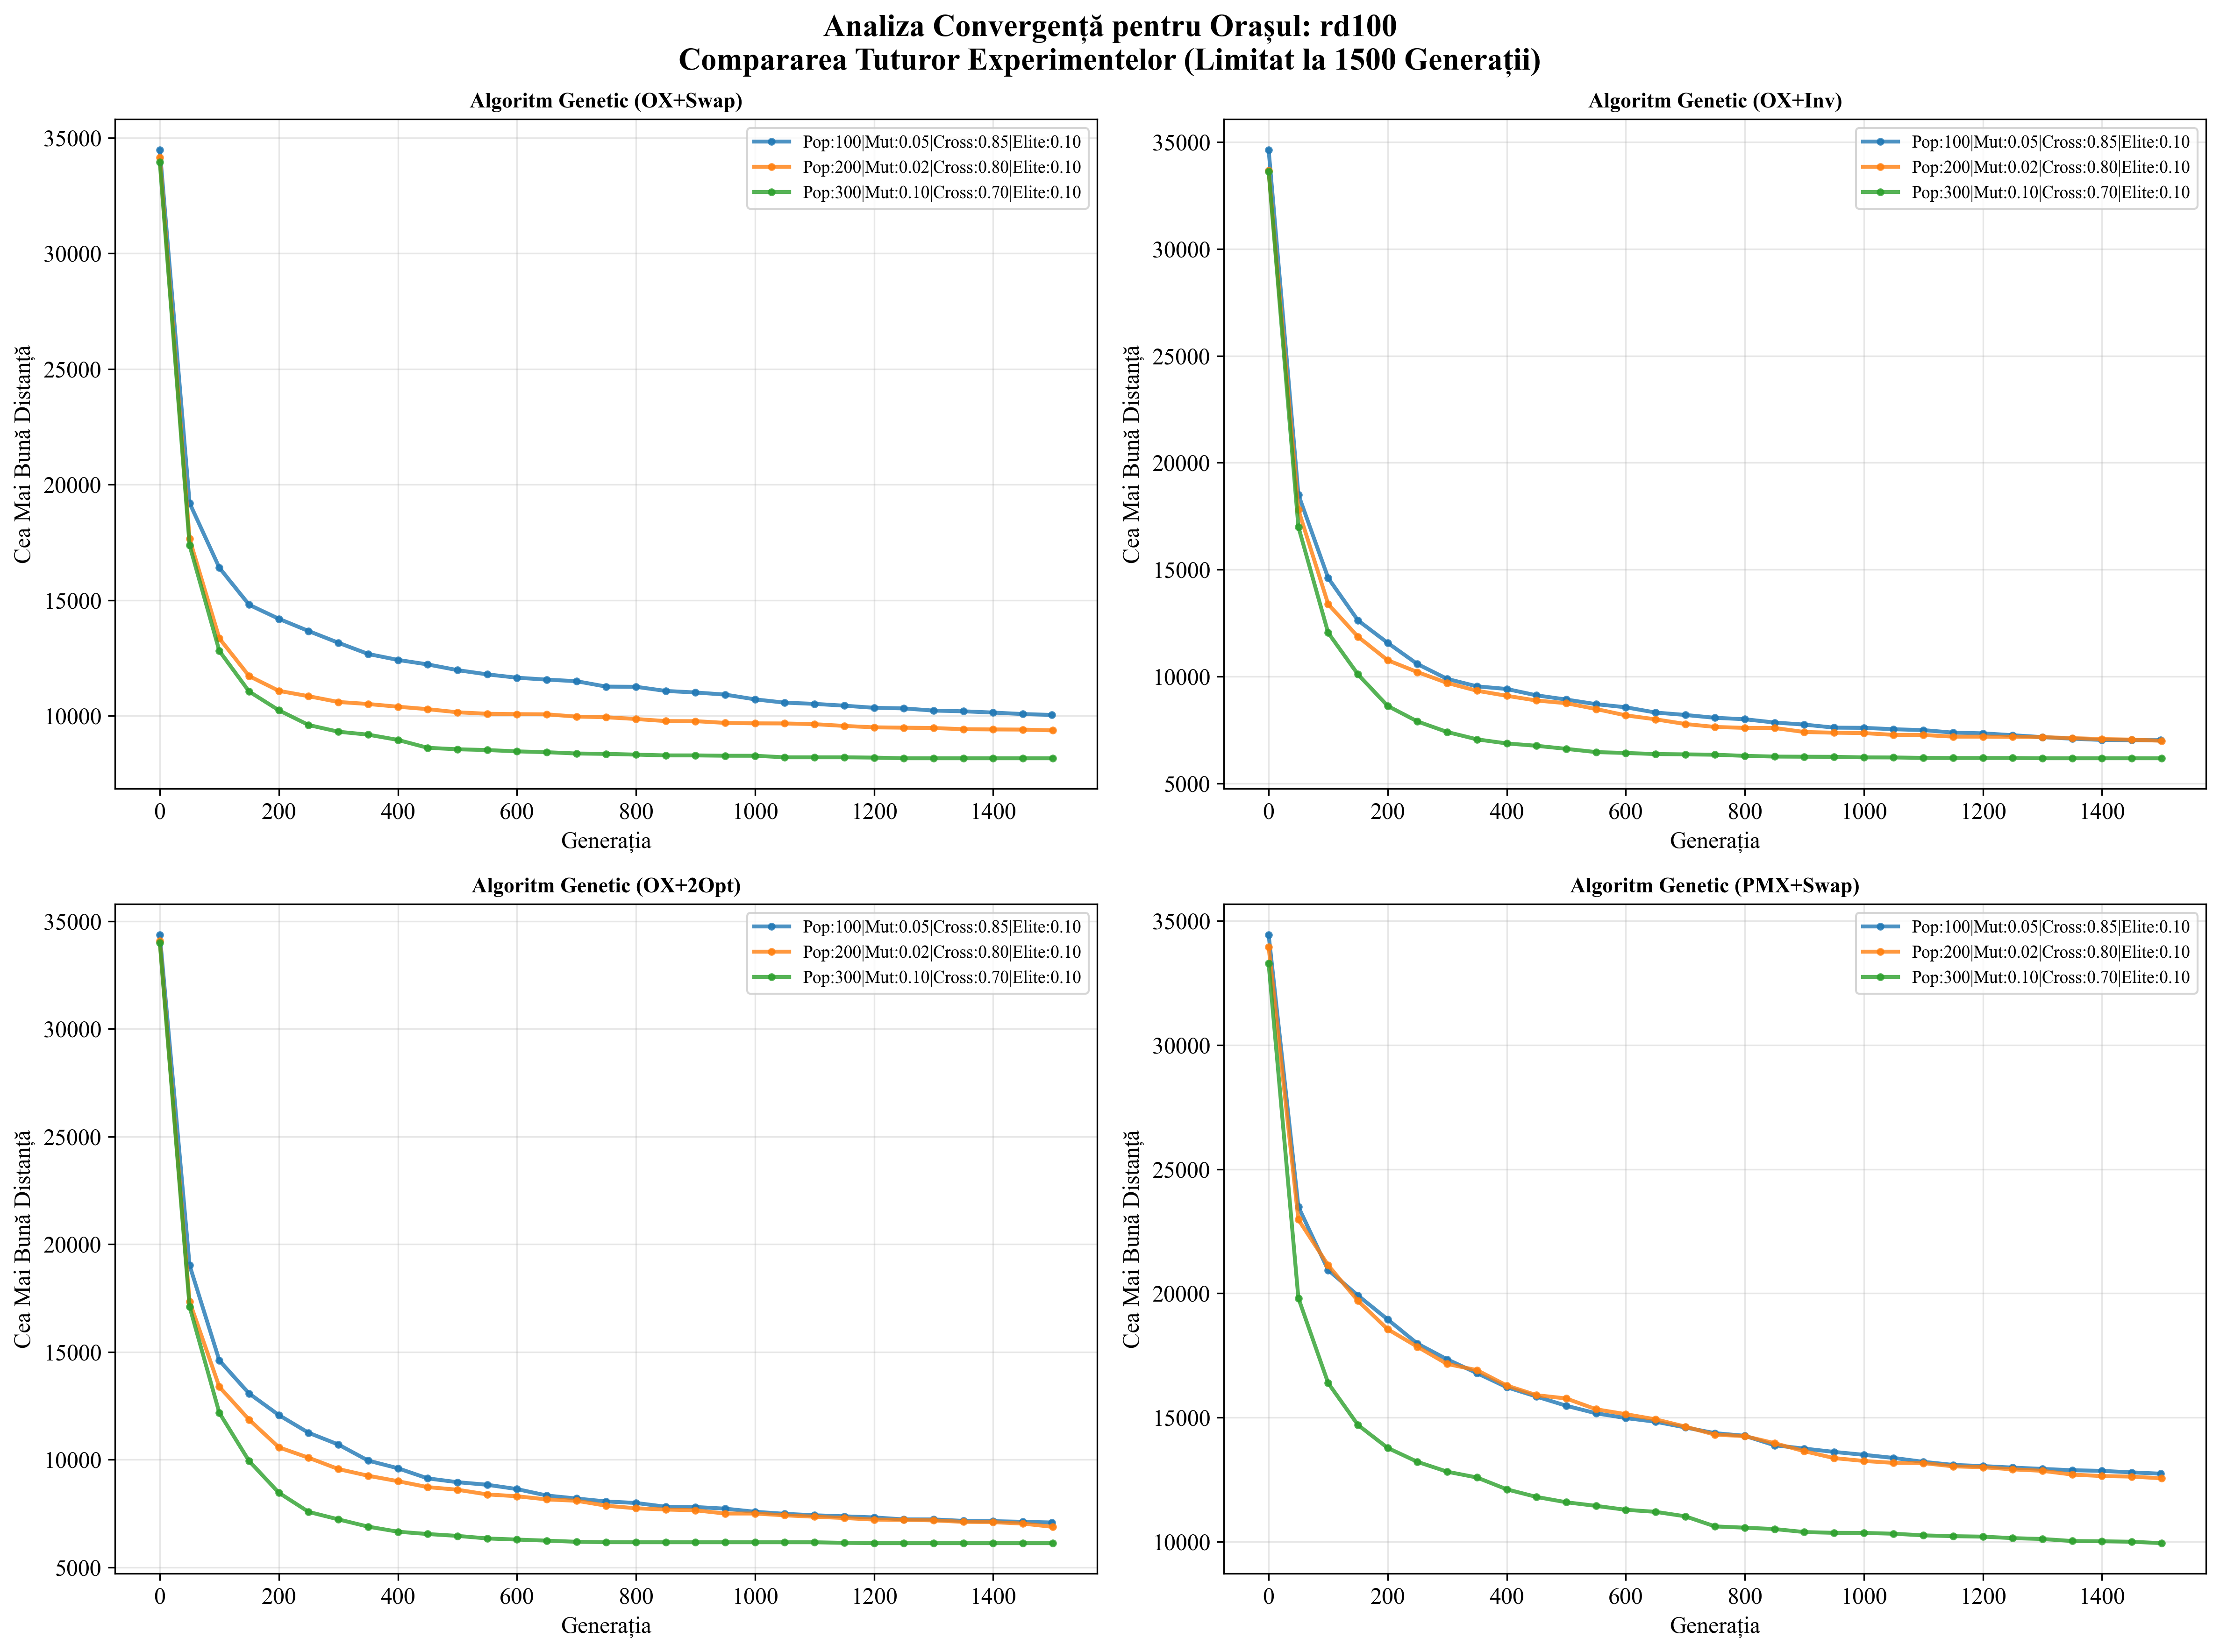 Analiza Convergență pentru Orașul: rd100
Compararea Tuturor Experimentelor (Limitat la 1500 Generații)
Algoritm Genetic (OX+Swap)
Cea Mai Bună Distanță
35000
30000
25000
20000
15000
10000
Pop:100|Mut:0.05|Cross:0.85|Elite:0.10
Pop:200|Mut:0.02|Cross:0.80|Elite:0.10
Pop:300|Mut:0.10|Cross:0.70|Elite:0.10
0 200 400 600 800 1000 1200 1400
Generația
Algoritm Genetic (OX+Inv)
Cea Mai Bună Distanță
35000
30000
25000
20000
15000
10000
5000
Pop:100|Mut:0.05|Cross:0.85|Elite:0.10
Pop:200|Mut:0.02|Cross:0.80|Elite:0.10
Pop:300|Mut:0.10|Cross:0.70|Elite:0.10
0 200 400 600 800 1000 1200 1400
Generația
Algoritm Genetic (OX+2Opt)
Cea Mai Bună Distanță
35000
30000
25000
20000
15000
10000
5000
Pop:100|Mut:0.05|Cross:0.85|Elite:0.10
Pop:200|Mut:0.02|Cross:0.80|Elite:0.10
Pop:300|Mut:0.10|Cross:0.70|Elite:0.10
0 200 400 600 800 1000 1200 1400
Generația
Algoritm Genetic (PMX+Swap)
Cea Mai Bună Distanță
35000
30000
25000
20000
15000
10000
Pop:100|Mut:0.05|Cross:0.85|Elite:0.10
Pop:200|Mut:0.02|Cross:0.80|Elite:0.10
Pop:300|Mut:0.10|Cross:0.70|Elite:0.10
0 200 400 600 800 1000 1200 1400
Generația